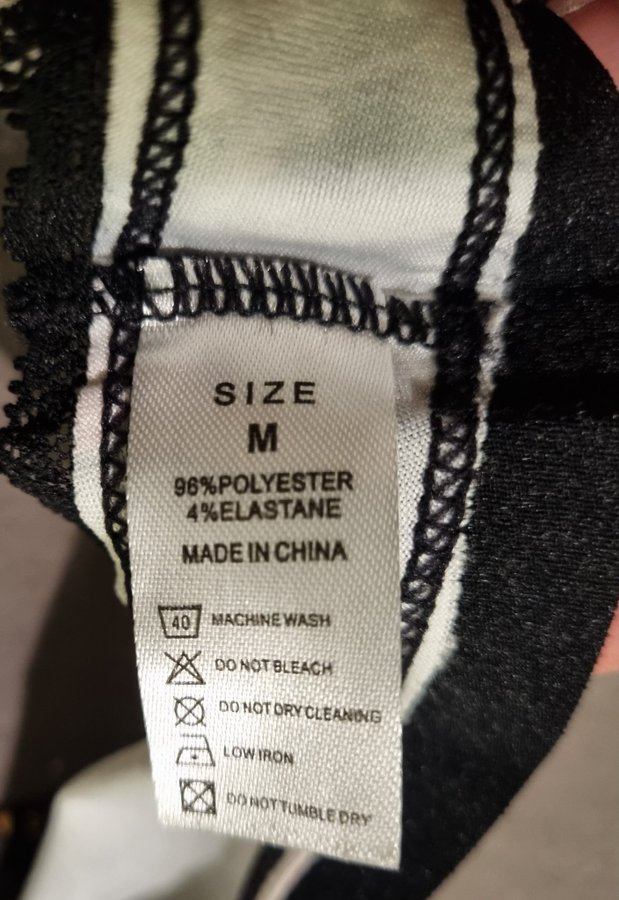 SIZE
M
96%POLYESTER
4%ELASTANE
MADE IN CHINA
40 MACHINE WASH
DO NOT BLEACH
DO NOT DRY CLEANING
LOW IRON
DO NOT TUMBLE DRY